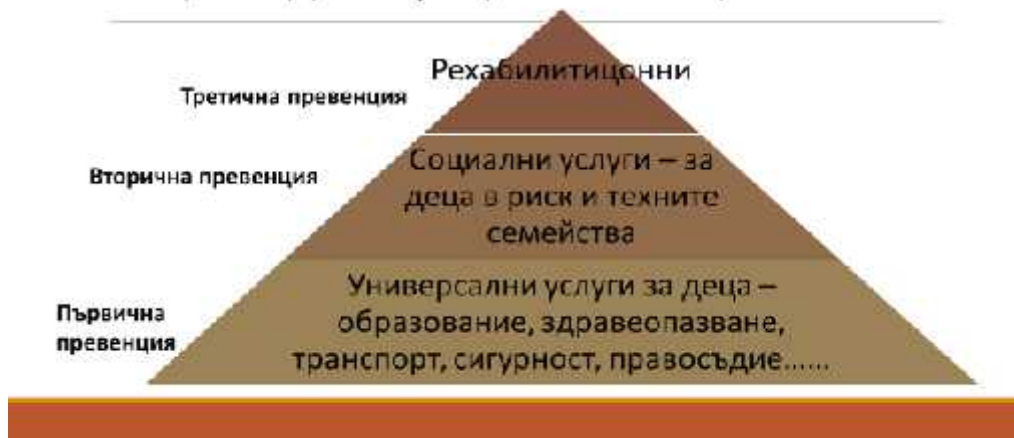 Рехабилитицонни
Третична превенция
Социални услуги – за
деца в риск и техните
семейства
Вторична превенция
Универсални услуги за деца –
образование, здравеопазване,
транспорт, сигурност, правосъдие......
Първична
превенция